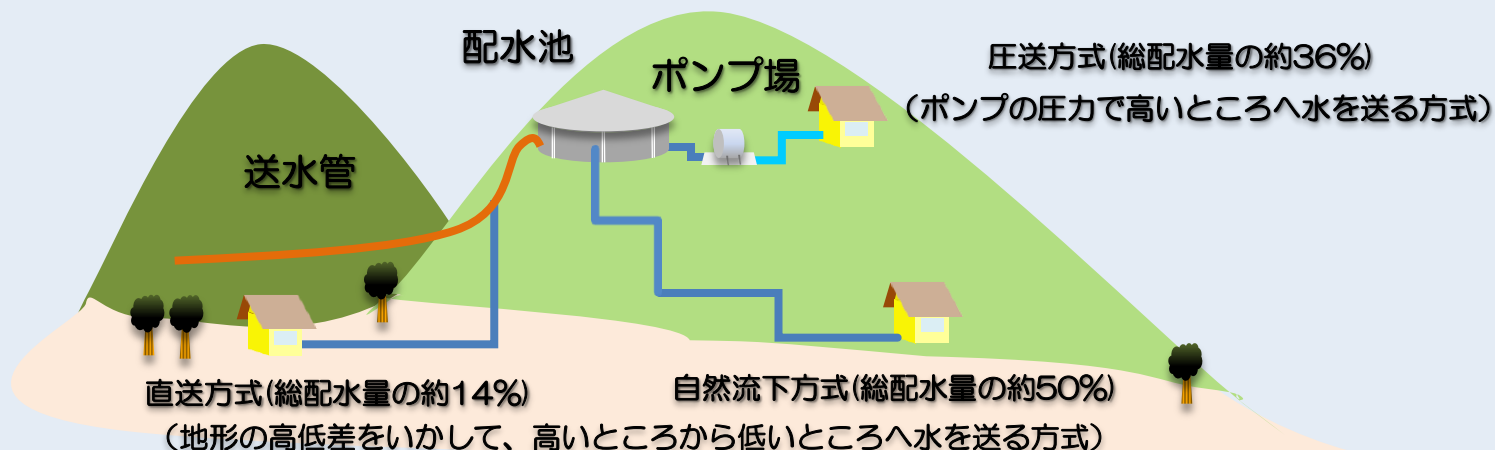 配水池
ポンプ場
圧送方式(総配水量の約36%)
（ポンプの圧力で高いところへ水を送る方式）
送水管
直送方式(総配水量の約14%)
自然流下方式(総配水量の約50%)
（地形の高低差をいかして、高いところから低いところへ水を送る方式）